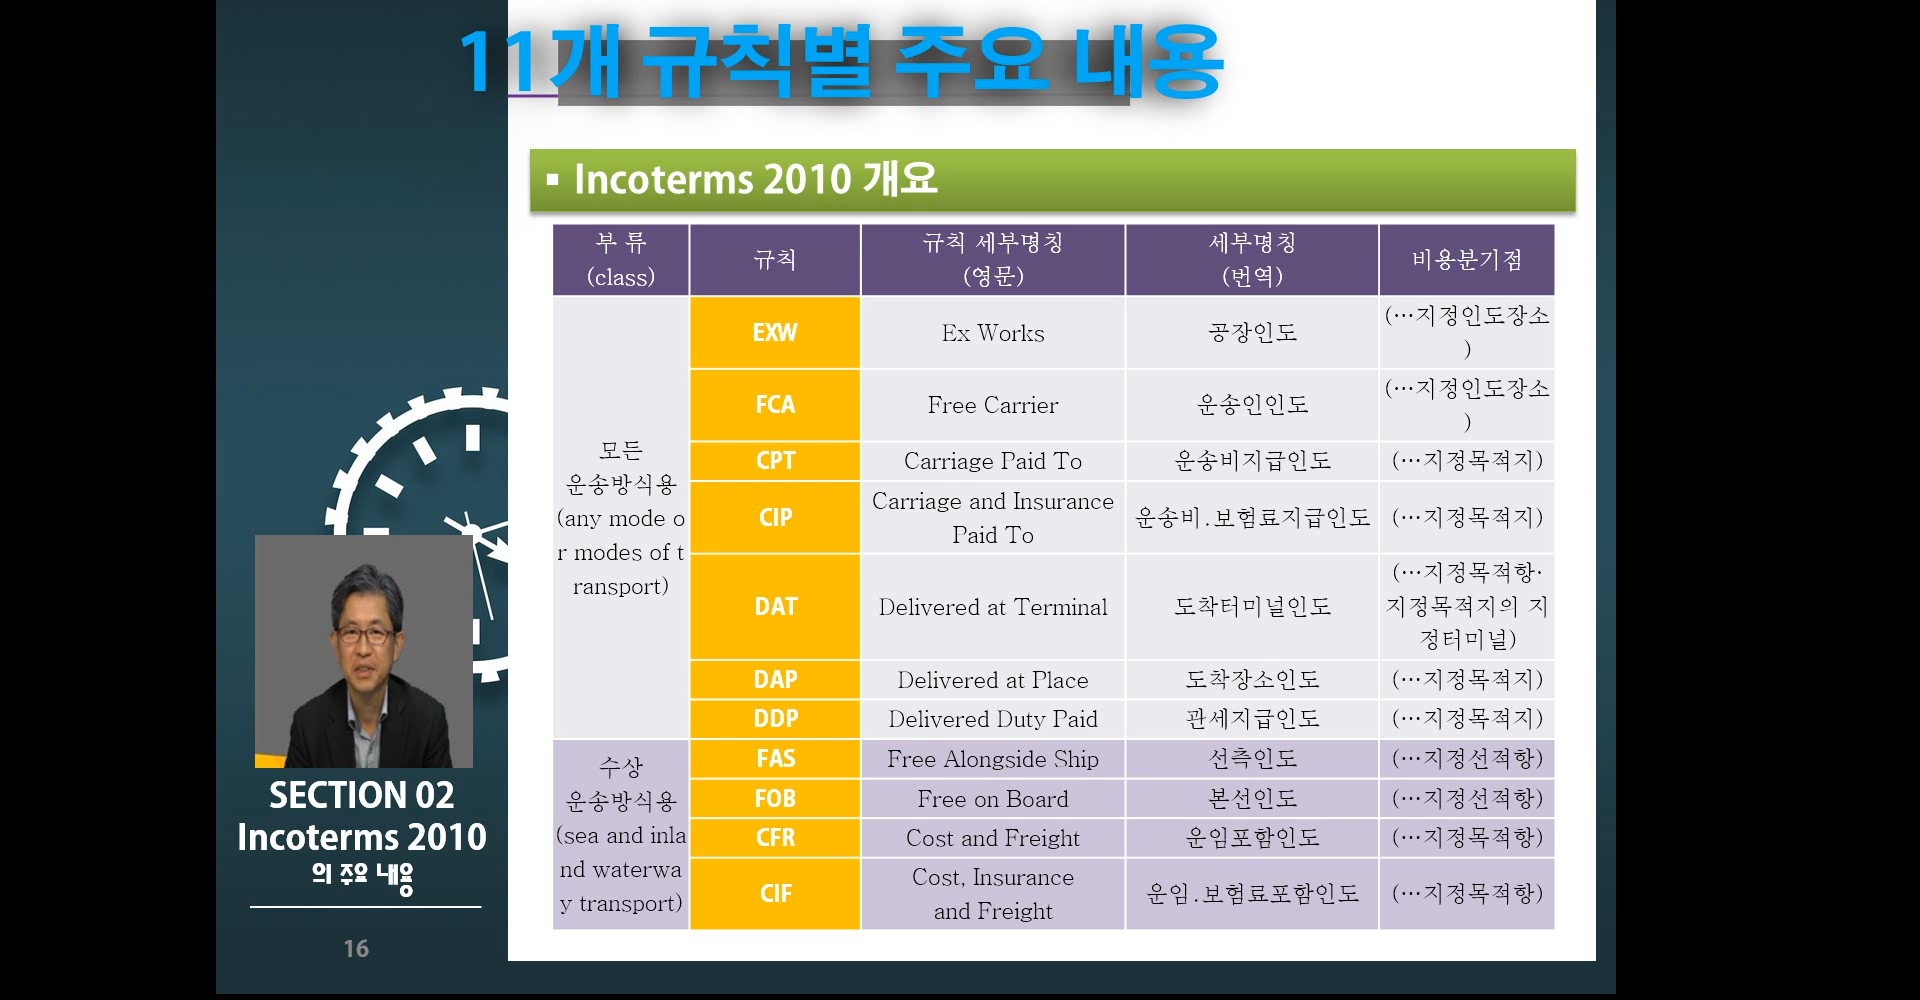 11개 규칙별 주요 내용
▪ Incoterms 2010 개요
부 류
(class)
규칙
규칙 세부명칭
(영문)
세부명칭
(번역)
비용분기점
모든
운송방식용
(any mode o
r modes of t
ransport)
EXW
Ex Works
공장인도
(…지정인도장소
)
FCA
Free Carrier
운송인인도
(…지정인도장소
)
CPT
Carriage Paid To
운송비지급인도
(…지정목적지)
CIP
Carriage and Insurance
Paid To
운송비.보험료지급인도
(…지정목적지)
DAT
Delivered at Terminal
도착터미널인도
(…지정목적항·
지정목적지의 지
정터미널)
DAP
Delivered at Place
도착장소인도
(…지정목적지)
DDP
Delivered Duty Paid
관세지급인도
(…지정목적지)
수상
운송방식용
(sea and inla
nd waterwa
y transport)
FAS
Free Alongside Ship
선측인도
(…지정선적항)
FOB
Free on Board
본선인도
(…지정선적항)
CFR
Cost and Freight
운임포함인도
(…지정목적항)
CIF
Cost, Insurance
and Freight
운임.보험료포함인도
(…지정목적항)
SECTION 02
Incoterms 2010
의 주요 내용
16